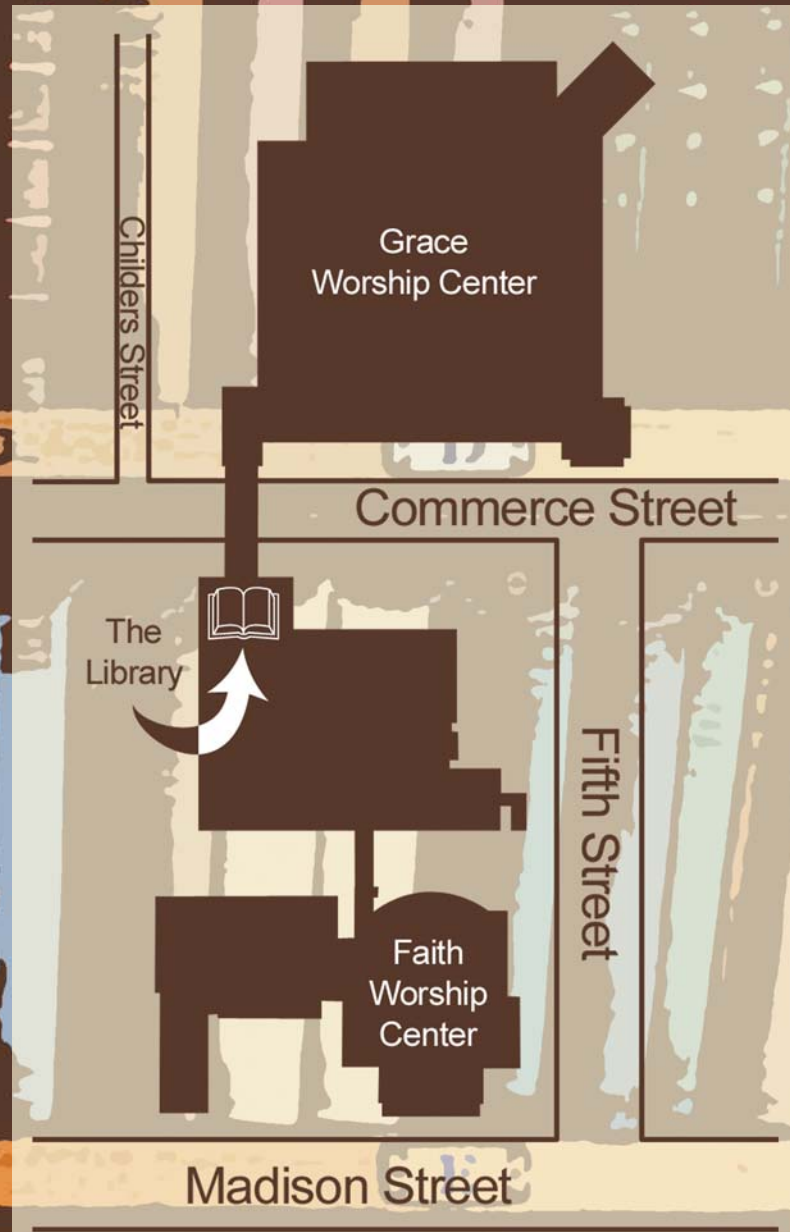 Grace
Worship Center
Childers Street
Commerce Street
The
Library
Fifth Street
Faith
Worship
Center
Madison Street